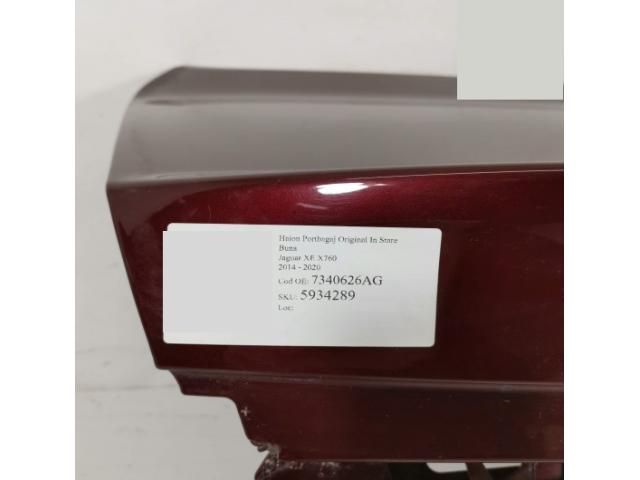 Haion Portbagaj Original In Stare
Buna
Jaguar XE X760
2014 - 2020
Cod OE: 7340626AG
SKU: 5934289
Loc: